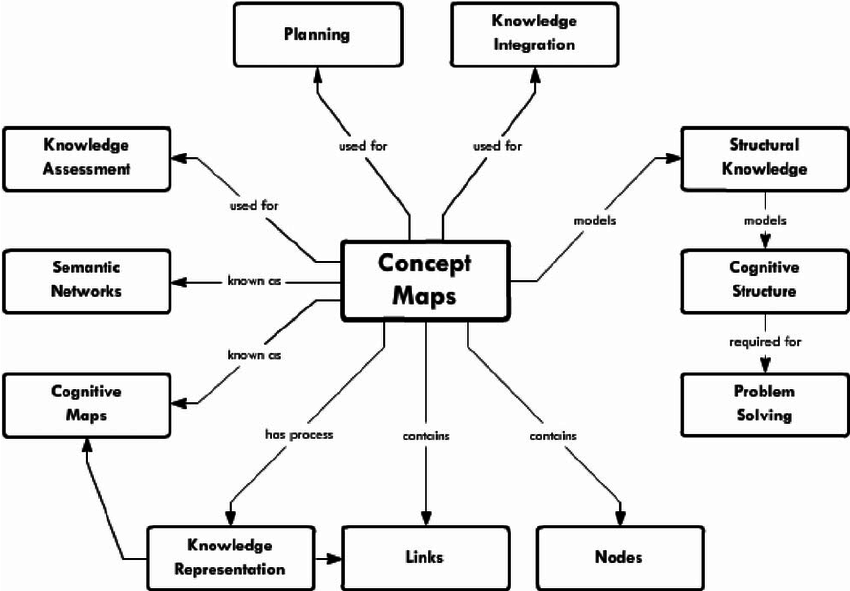 Planning
Knowledge
Integration
used for
used for
Knowledge
Assessment
Structural
Knowledge
used for
models
models
Semantic
Networks
known as
Concept
Maps
Cognitive
Structure
known as
required for
Cognitive
Maps
Problem
Solving
has process
contains
contains
Knowledge
Representation
Links
Nodes